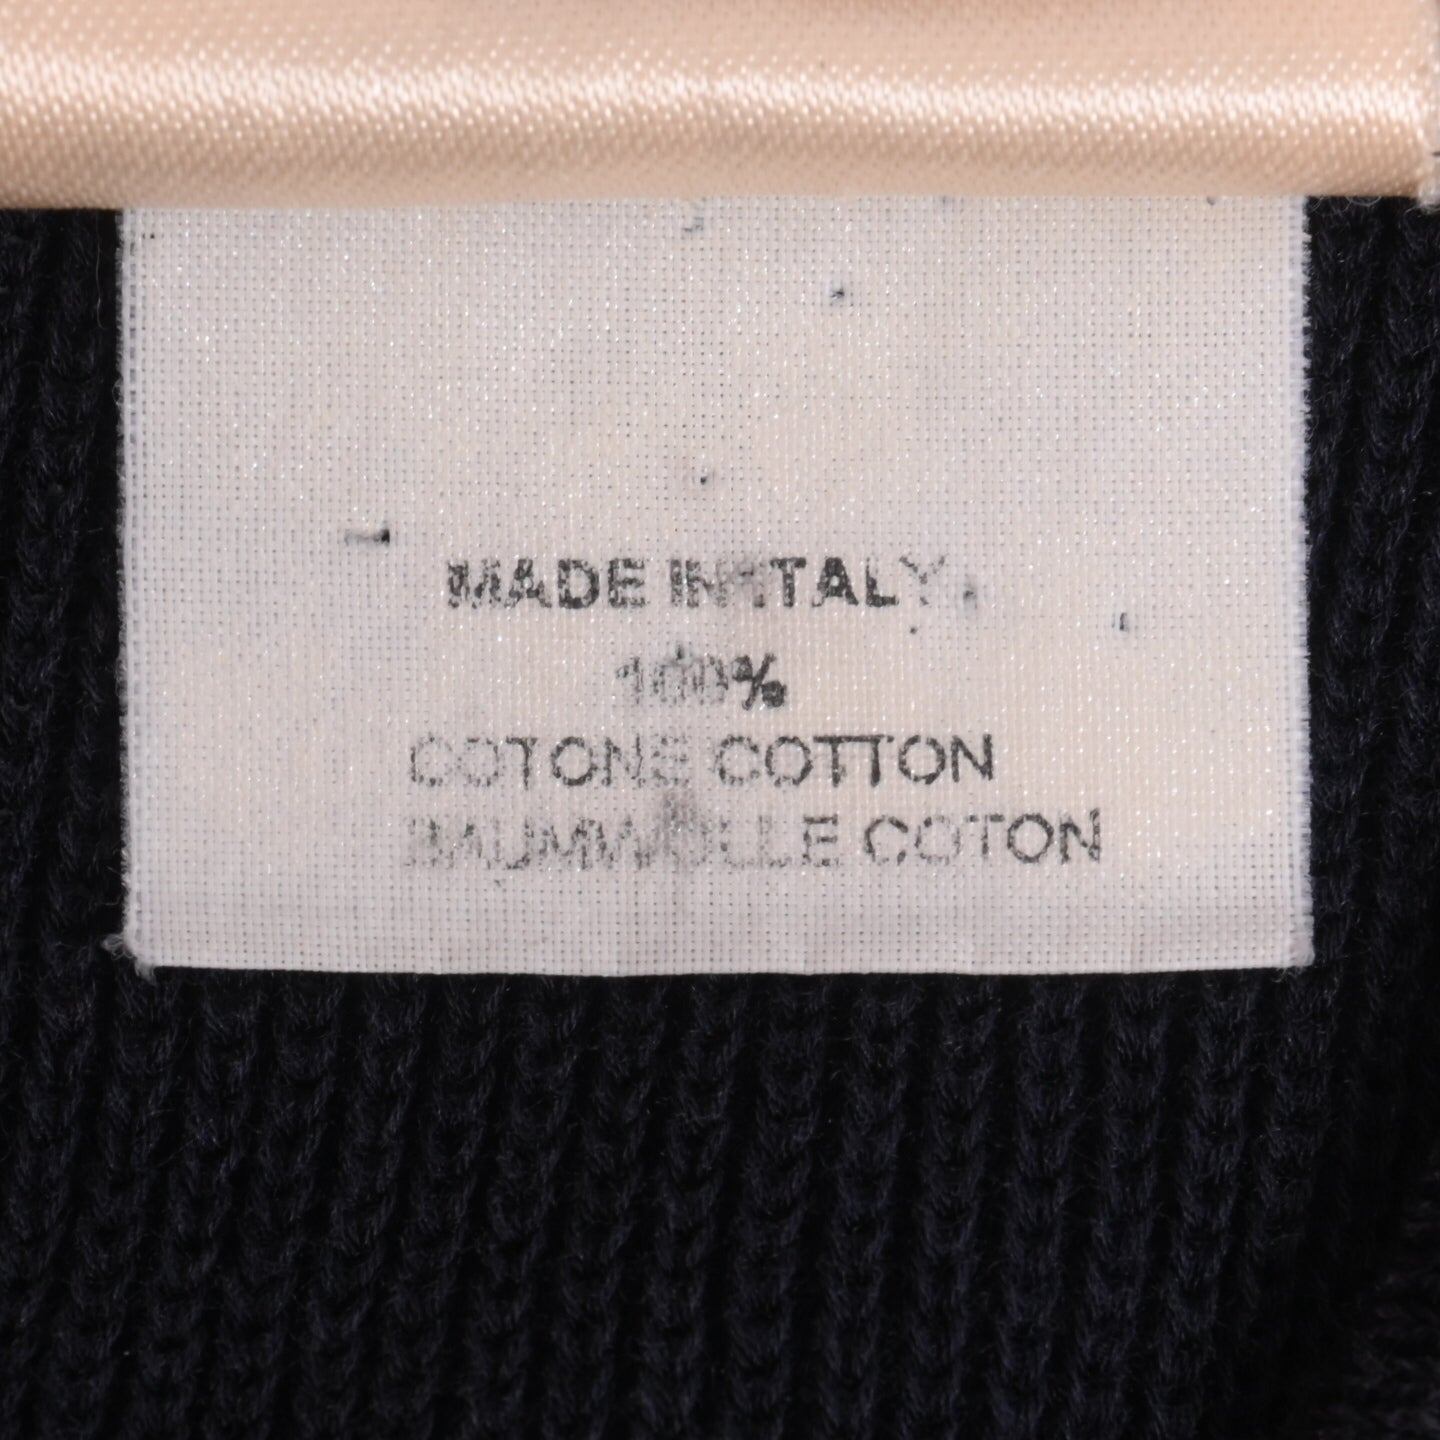 MADE IN ITALY
100%
COTONE COTTON
BAUMWOLLE COTON